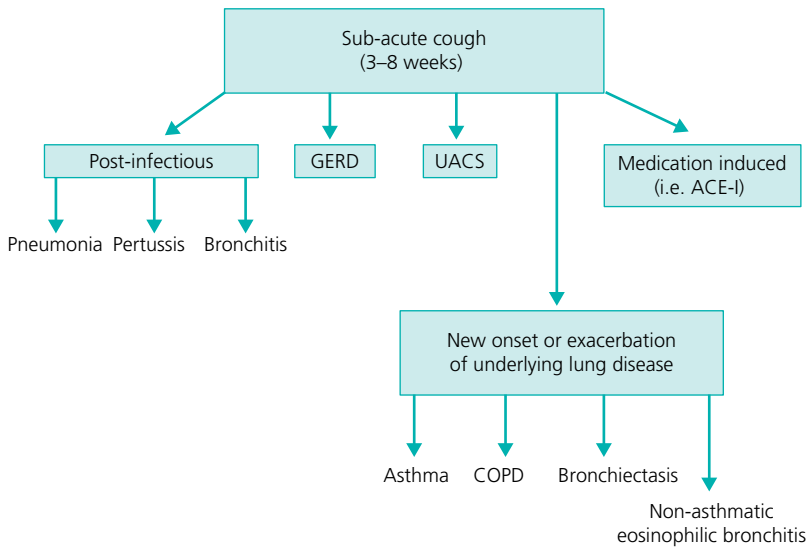 Sub-acute cough
(3–8 weeks)
Post-infectious
GERD
UACS
Medication induced
(i.e. ACE-I)
Pneumonia
Pertussis
Bronchitis
New onset or exacerbation
of underlying lung disease
Asthma
COPD
Bronchiectasis
Non-asthmatic
eosinophilic bronchitis